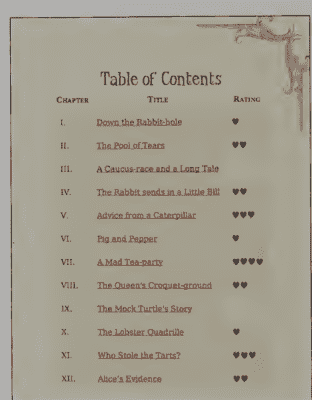 Table of Contents
Chapter Title Rating
I. Down the Rabbit-hole ♥
II. The Pool of Tears ♥♥
III. A Caucus-race and a Long Tale
IV. The Rabbit sends in a Little Bill ♥♥
V. Advice from a Caterpillar ♥♥♥
VI. Pig and Pepper ♥
VII. A Mad Tea-party ♥♥♥♥
VIII. The Queen's Croquet-ground ♥♥
IX. The Mock Turtle's Story
X. The Lobster Quadrille ♥
XI. Who Stole the Tarts? ♥♥♥
XII. Alice's Evidence ♥♥